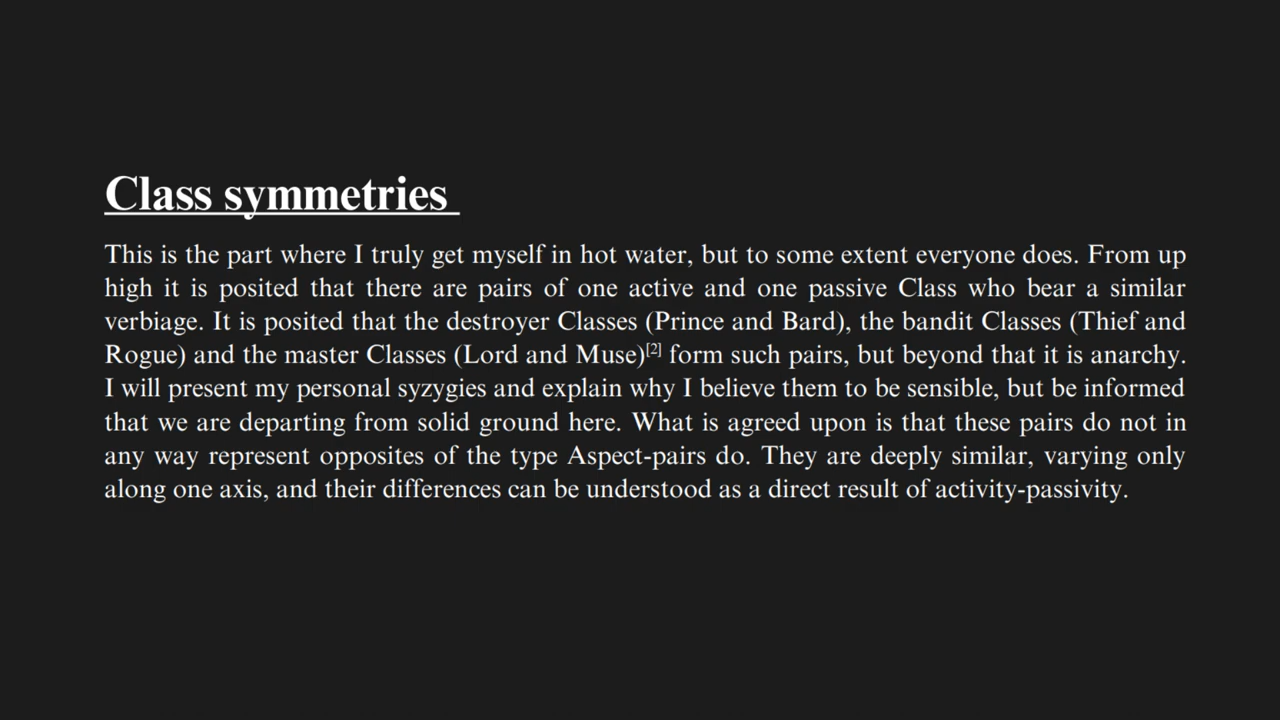 Class symmetries
This is the part where I truly get myself in hot water, but to some extent everyone does. From up
high it is posited that there are pairs of one active and one passive Class who bear a similar
verbiage. It is posited that the destroyer Classes (Prince and Bard), the bandit Classes (Thief and
Rogue) and the master Classes (Lord and Muse)[2] form such pairs, but beyond that it is anarchy.
I will present my personal syzygies and explain why I believe them to be sensible, but be informed
that we are departing from solid ground here. What is agreed upon is that these pairs do not in
any way represent opposites of the type Aspect-pairs do. They are deeply similar, varying only
along one axis, and their differences can be understood as a direct result of activity-passivity.